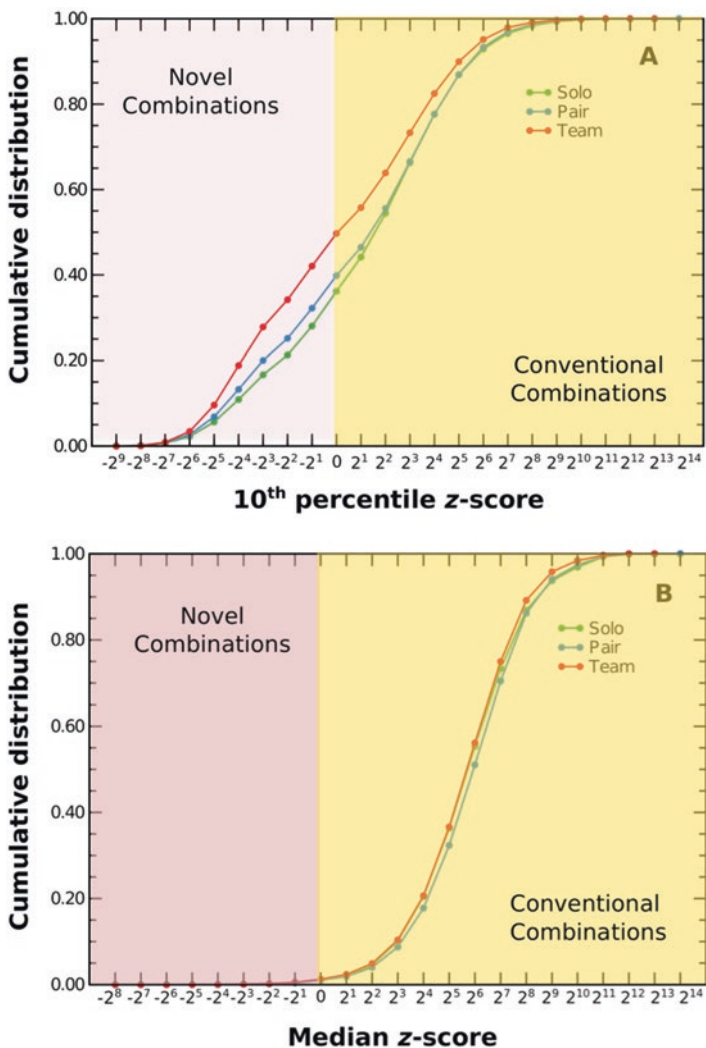 1.00
0.80
0.60
0.40
0.20
0.00
Cumulative distribution
Novel
Combinations
A
Solo
Pair
Team
Conventional
Combinations
-2⁹ -2⁸ -2⁷ -2⁶ -2⁵ -2⁴ -2³ -2² -2¹ 0 2¹ 2² 2³ 2⁴ 2⁵ 2⁶ 2⁷ 2⁸ 2⁹ 2¹⁰ 2¹¹ 2¹² 2¹³ 2¹⁴
10ᵗʰ percentile z-score
1.00
0.80
0.60
0.40
0.20
0.00
Cumulative distribution
Novel
Combinations
B
Solo
Pair
Team
Conventional
Combinations
-2⁸ -2⁷ -2⁶ -2⁵ -2⁴ -2³ -2² -2¹ 0 2¹ 2² 2³ 2⁴ 2⁵ 2⁶ 2⁷ 2⁸ 2⁹ 2¹⁰ 2¹¹ 2¹² 2¹³ 2¹⁴
Median z-score